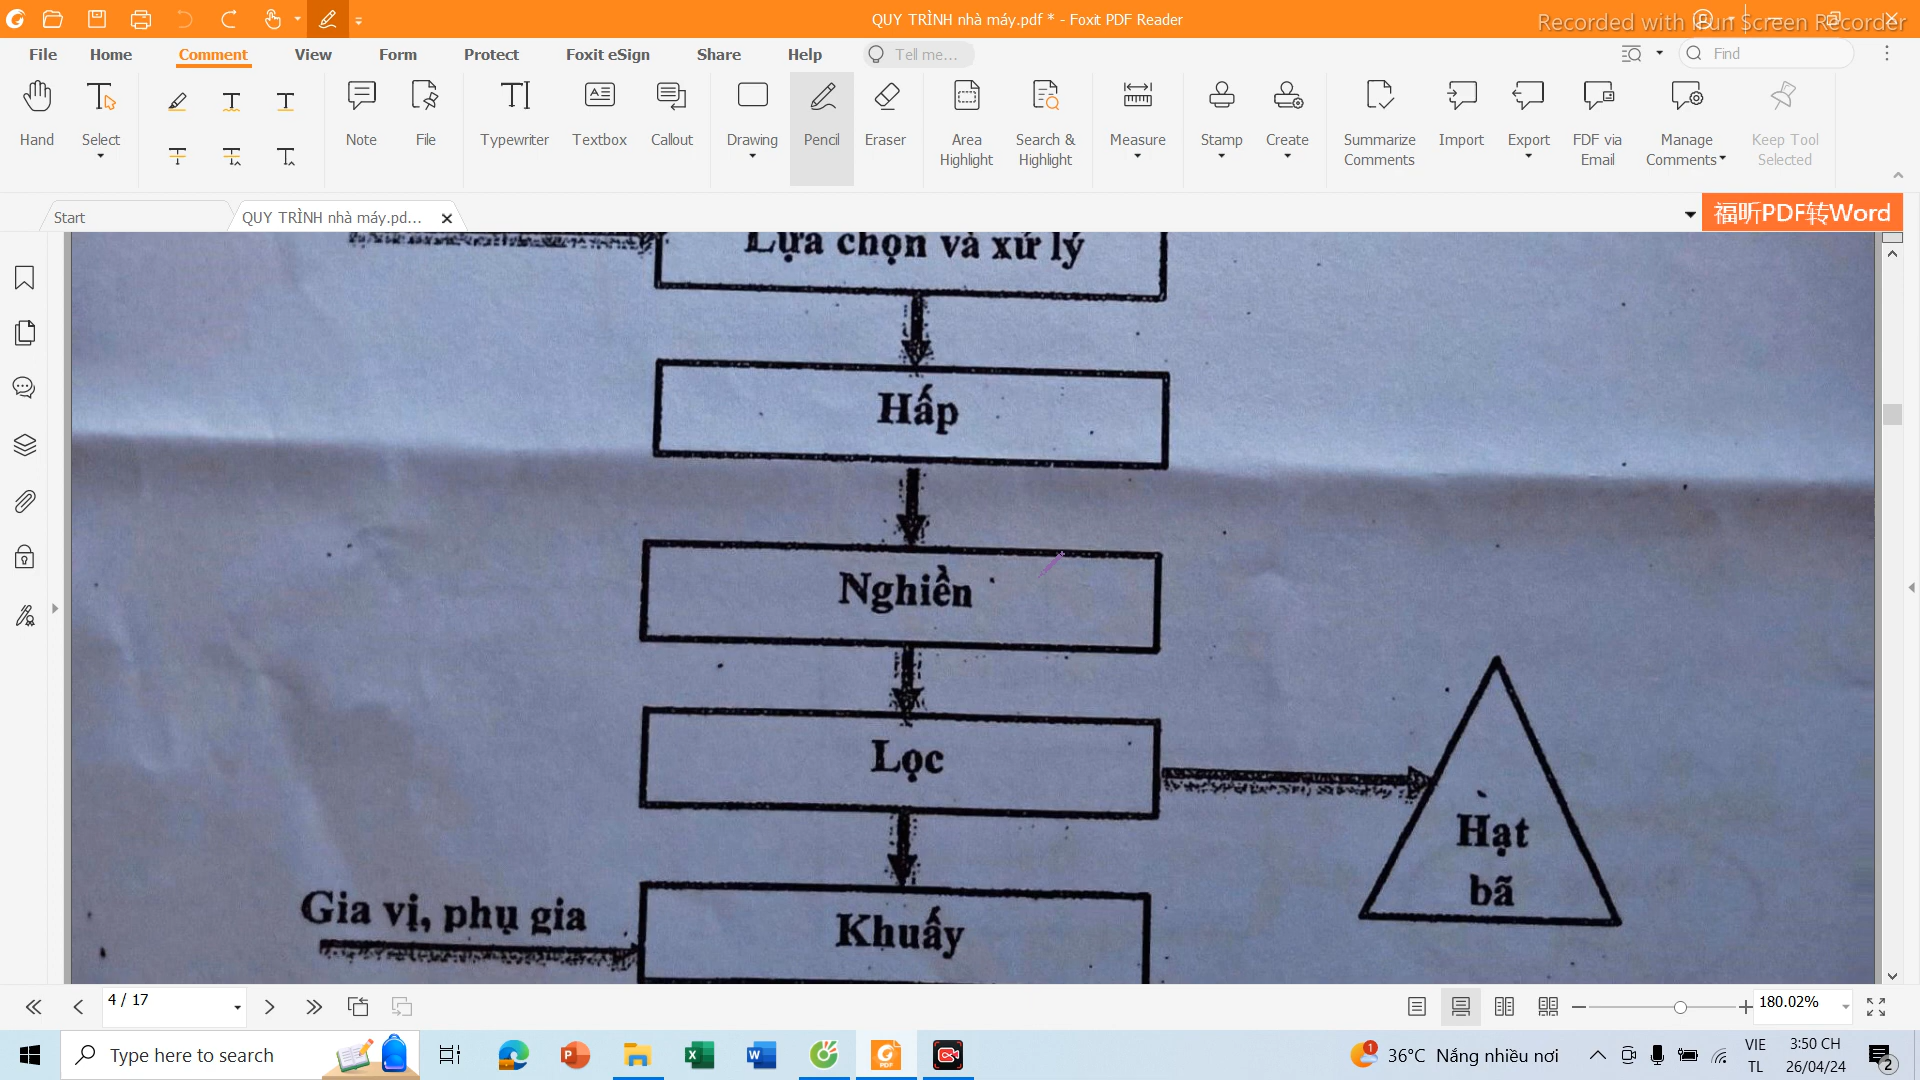 QUY TRÌNH nhà máy.pdf * - Foxit PDF Reader
Recorded with iFun Screen Recorder
File Home Comment View Form Protect Foxit eSign Share Help Tell me... Find
Hand Select Note File Typewriter Textbox Callout Drawing Pencil Eraser Area Highlight Search & Highlight Measure Stamp Create Summarize Comments Import Export FDF via Email Manage Comments Keep Tool Selected
Start QUY TRÌNH nhà máy.pd... 福昕PDF转Word
Lựa chọn và xử lý
Hấp
Nghiền
Lọc
Hạt
bã
Gia vị, phụ gia
Khuấy
4 / 17 180.02%
Type here to search 1 36°C Nắng nhiều nơi VIE 3:50 CH
TL 26/04/24 2